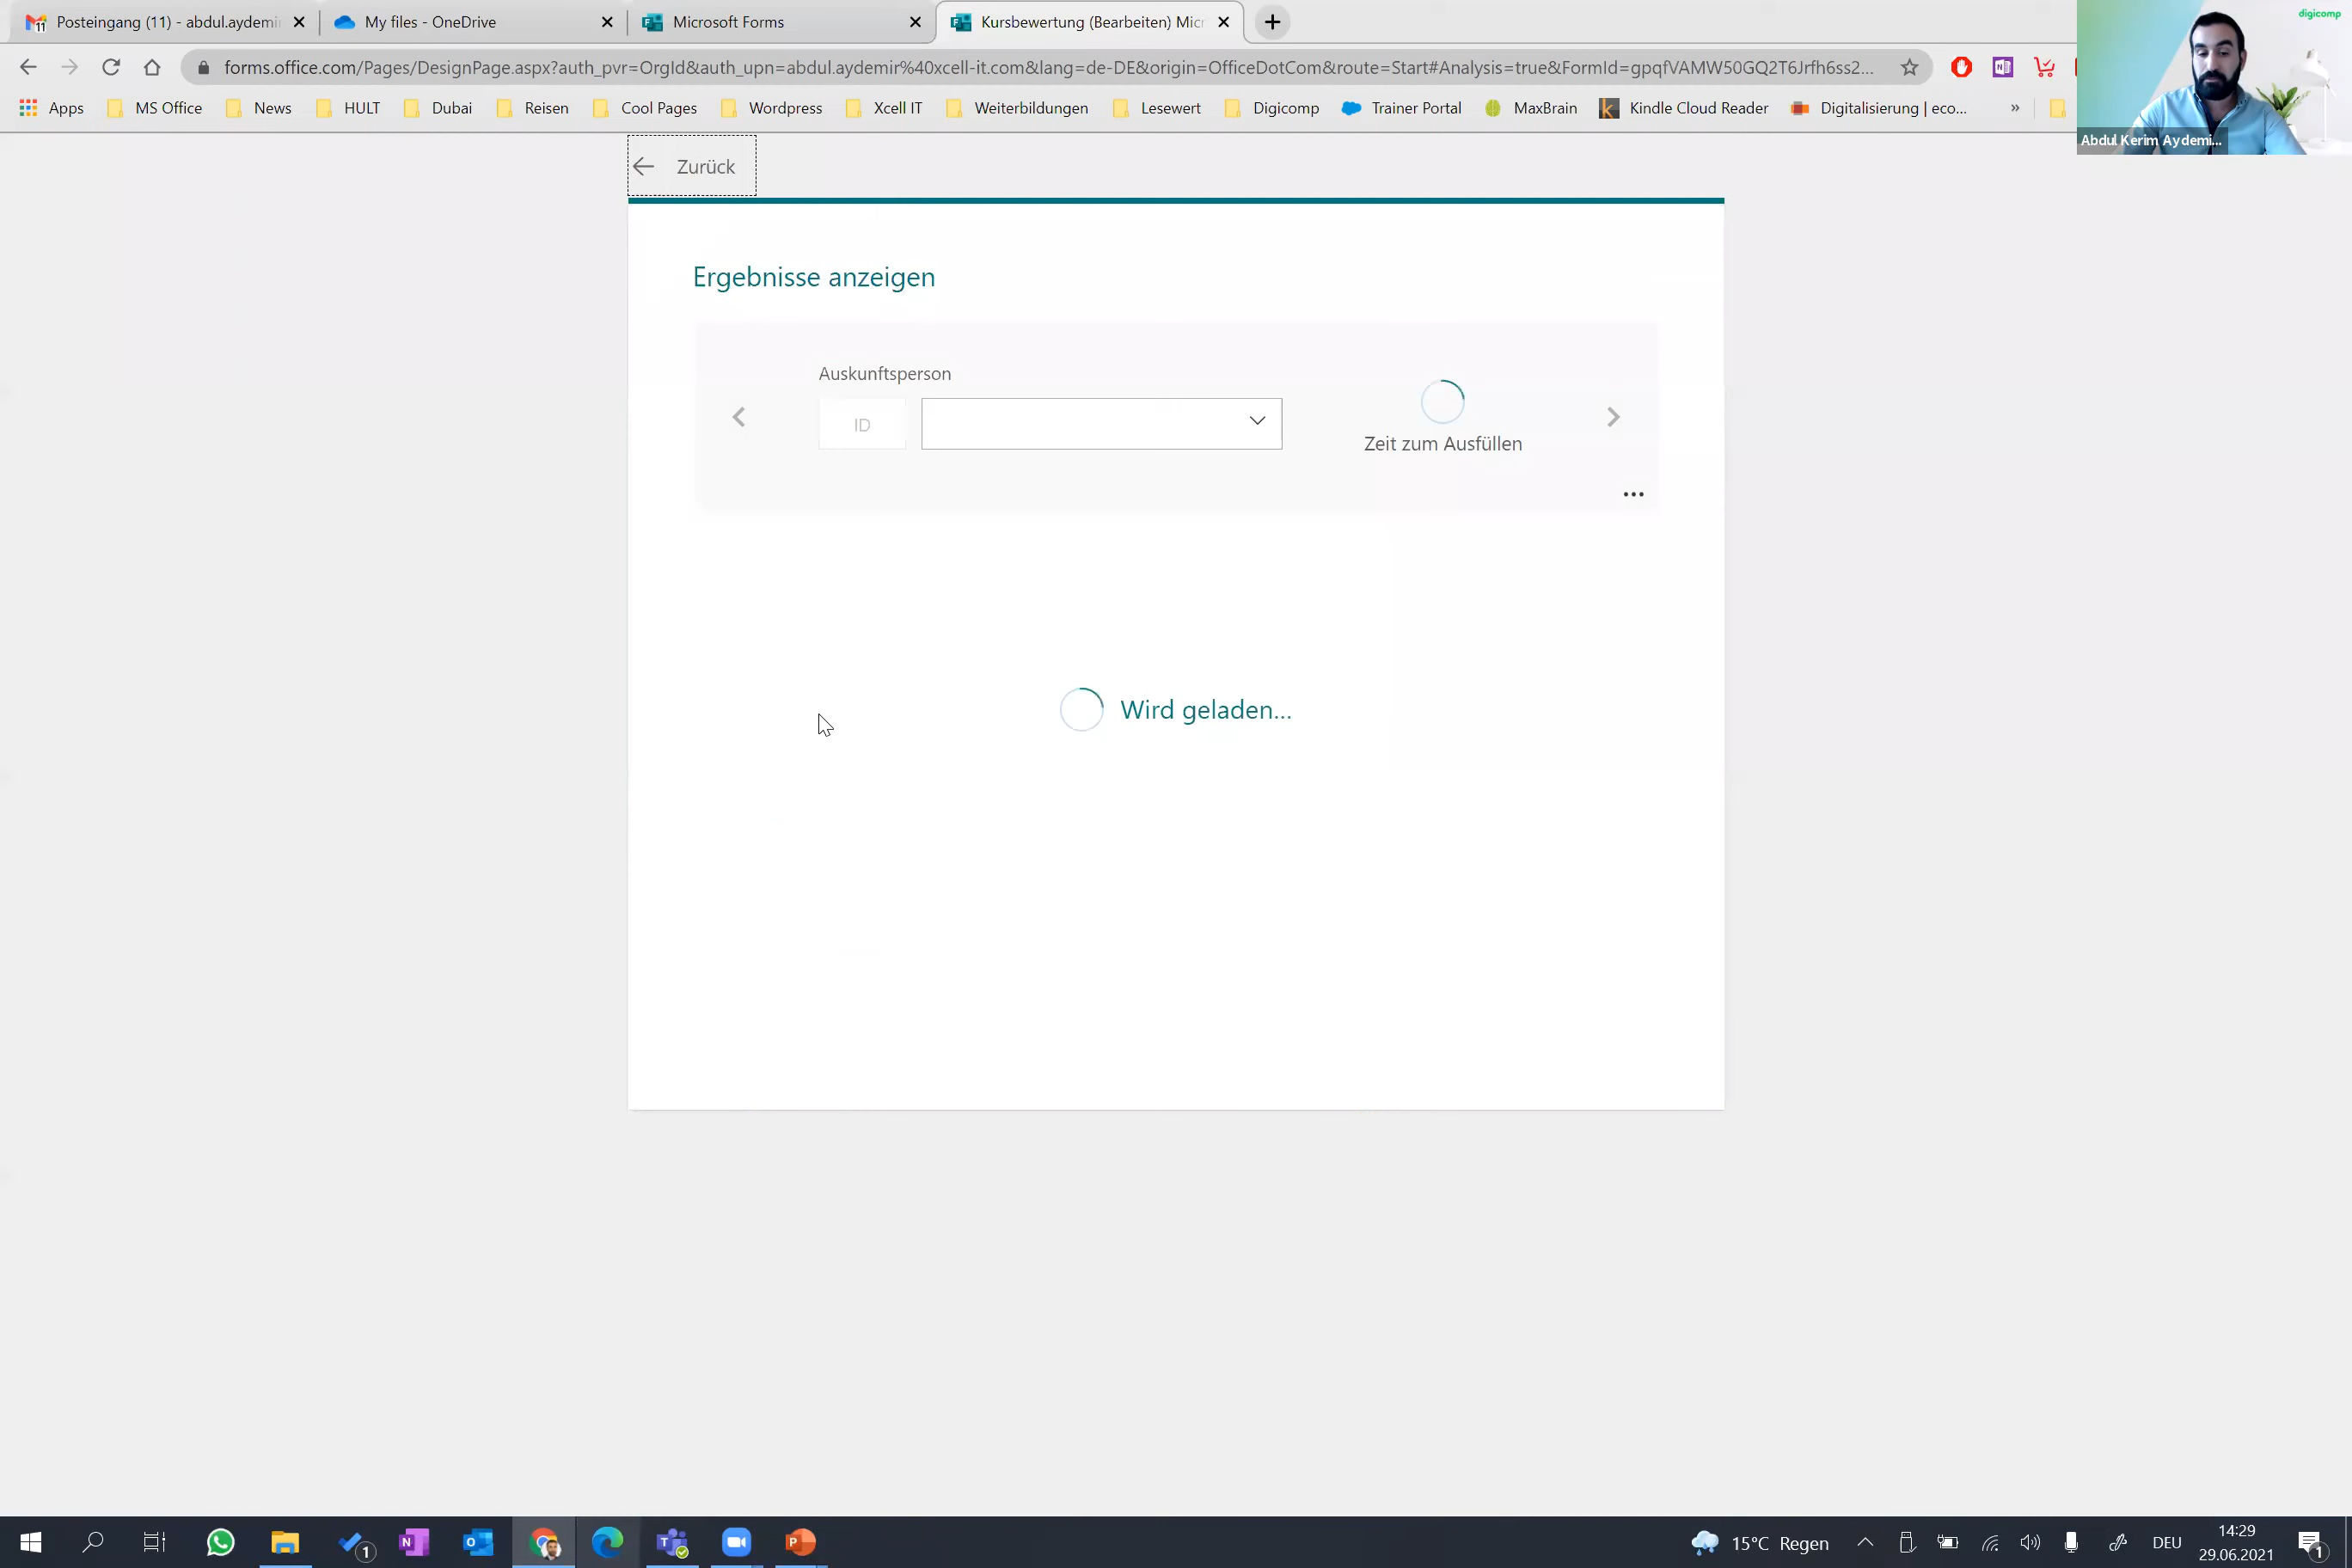 Posteingang (11) - abdul.aydemi
My files - OneDrive
Microsoft Forms
Kursbewertung (Bearbeiten) Micr
11
digicomp
forms.office.com/Pages/DesignPage.aspx?auth_pvr=OrgId&auth_upn=abdul.aydemir%40xcell-it.com&lang=de-DE&origin=OfficeDotCom&route=Start#Analysis=true&FormId=gpqfVAMW50GQ2T6Jrfh6ss2...
Apps
MS Office
News
HULT
Dubai
Reisen
Cool Pages
Wordpress
Xcell IT
Weiterbildungen
Lesewert
Digicomp
Trainer Portal
MaxBrain
Kindle Cloud Reader
Digitalisierung | eco...
»
Abdul Kerim Aydemi...
Zurück
Ergebnisse anzeigen
Auskunftsperson
ID
Zeit zum Ausfüllen
...
Wird geladen...
1
15°C Regen
DEU
14:29
29.06.2021
1